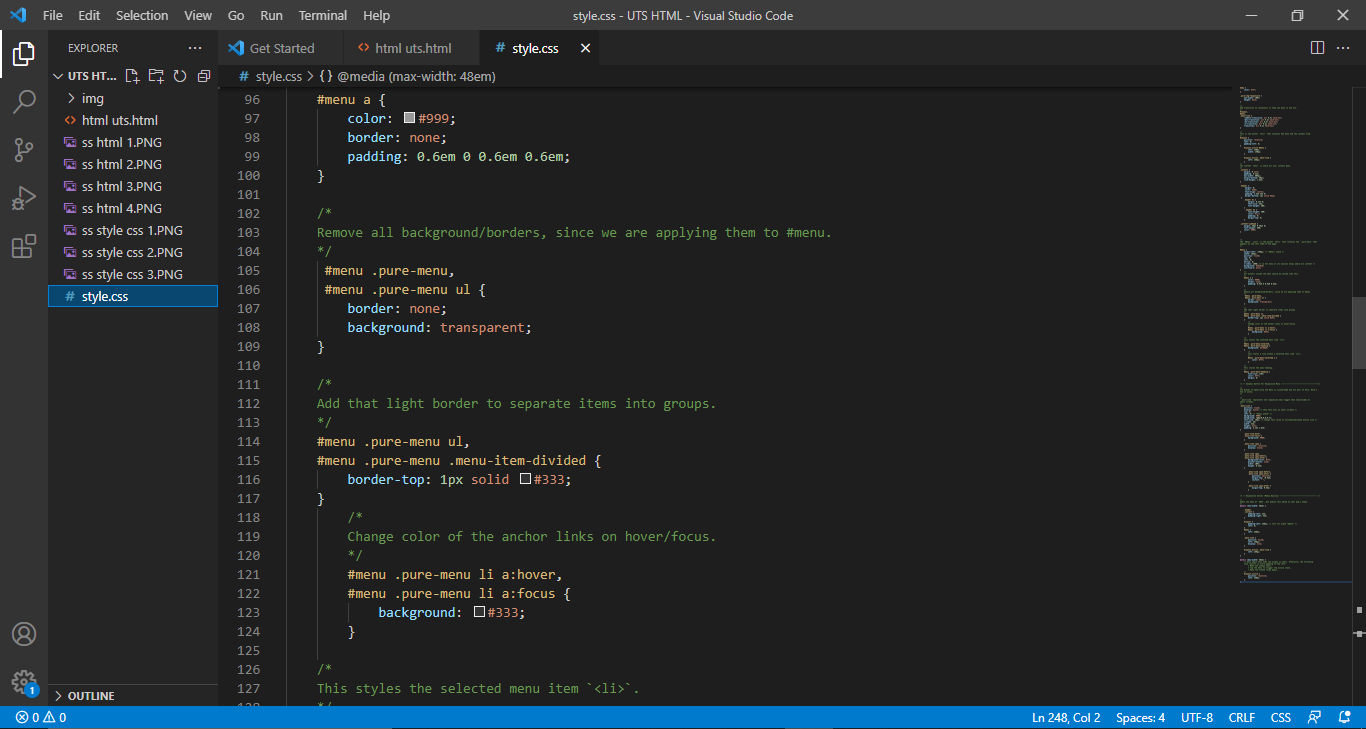 File Edit Selection View Go Run Terminal Help
style.css - UTS HTML - Visual Studio Code
EXPLORER
UTS HT...
img
html uts.html
ss html 1.PNG
ss html 2.PNG
ss html 3.PNG
ss html 4.PNG
ss style css 1.PNG
ss style css 2.PNG
ss style css 3.PNG
# style.css
OUTLINE
Get Started
html uts.html
# style.css
# style.css > {} @media (max-width: 48em)
96 #menu a {
97 color: #999;
98 border: none;
99 padding: 0.6em 0 0.6em 0.6em;
100 }
101
102 /*
103 Remove all background/borders, since we are applying them to #menu.
104 */
105 #menu .pure-menu,
106 #menu .pure-menu ul {
107 border: none;
108 background: transparent;
109 }
110
111 /*
112 Add that light border to separate items into groups.
113 */
114 #menu .pure-menu ul,
115 #menu .pure-menu .menu-item-divided {
116 border-top: 1px solid #333;
117 }
118 /*
119 Change color of the anchor links on hover/focus.
120 */
121 #menu .pure-menu li a:hover,
122 #menu .pure-menu li a:focus {
123 background: #333;
124 }
125
126 /*
127 This styles the selected menu item `<li>`.
128 */
1
0 0
Ln 248, Col 2 Spaces: 4 UTF-8 CRLF CSS